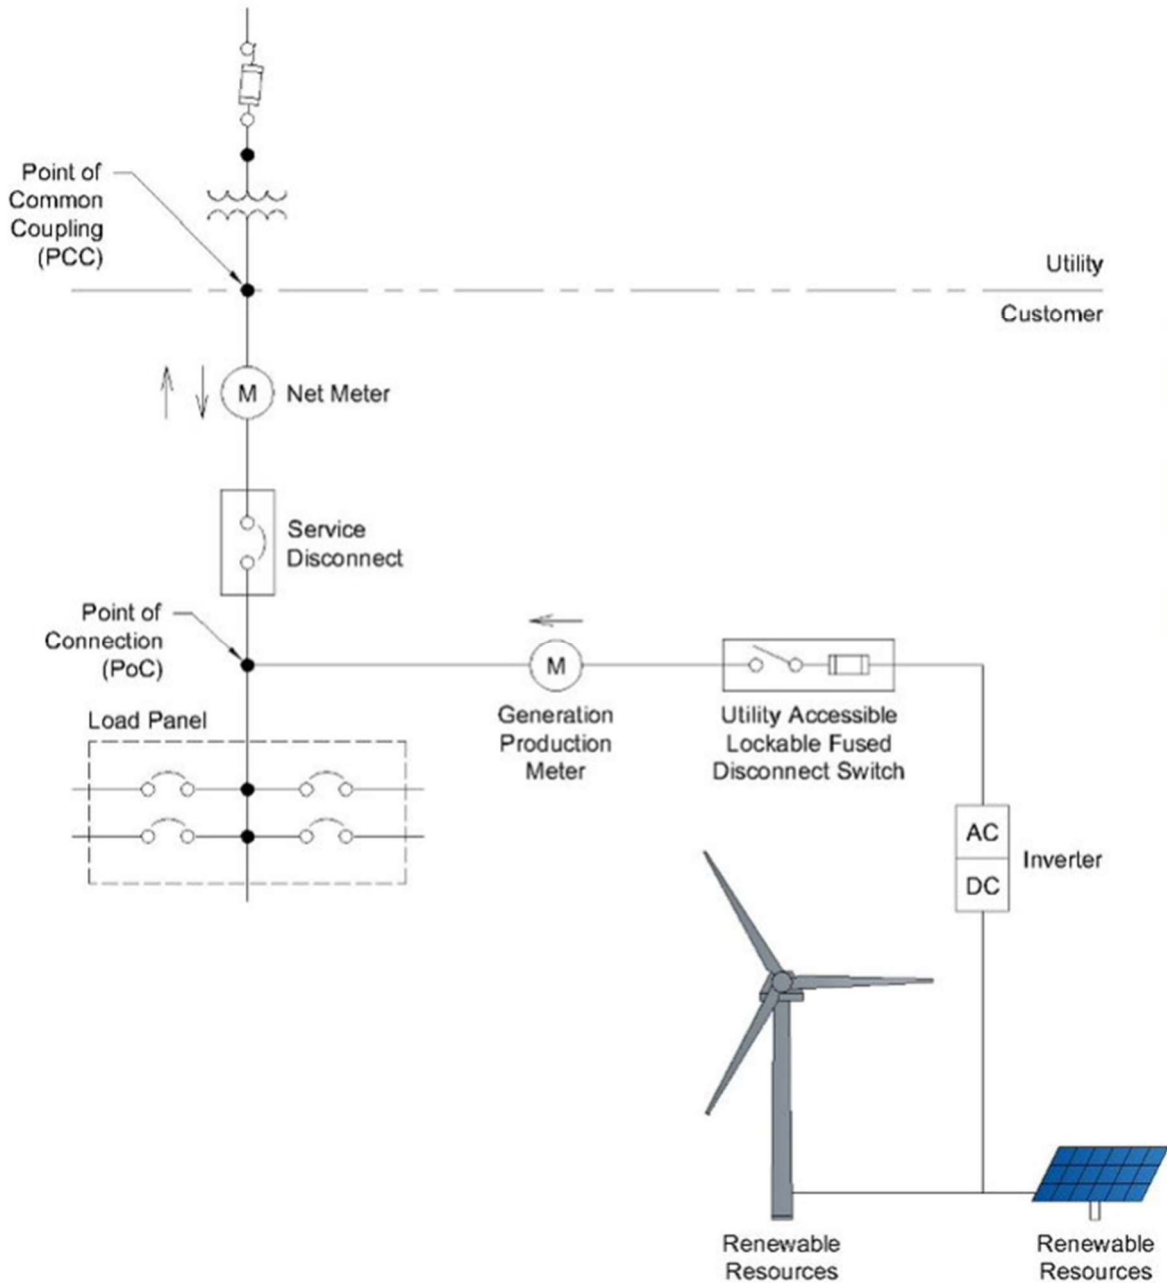 Point of
Common
Coupling
(PCC)
Utility
Customer
M
Net Meter
Service
Disconnect
Point of
Connection
(PoC)
M
Generation
Production
Meter
Utility Accessible
Lockable Fused
Disconnect Switch
Load Panel
AC
DC
Inverter
Renewable
Resources
Renewable
Resources